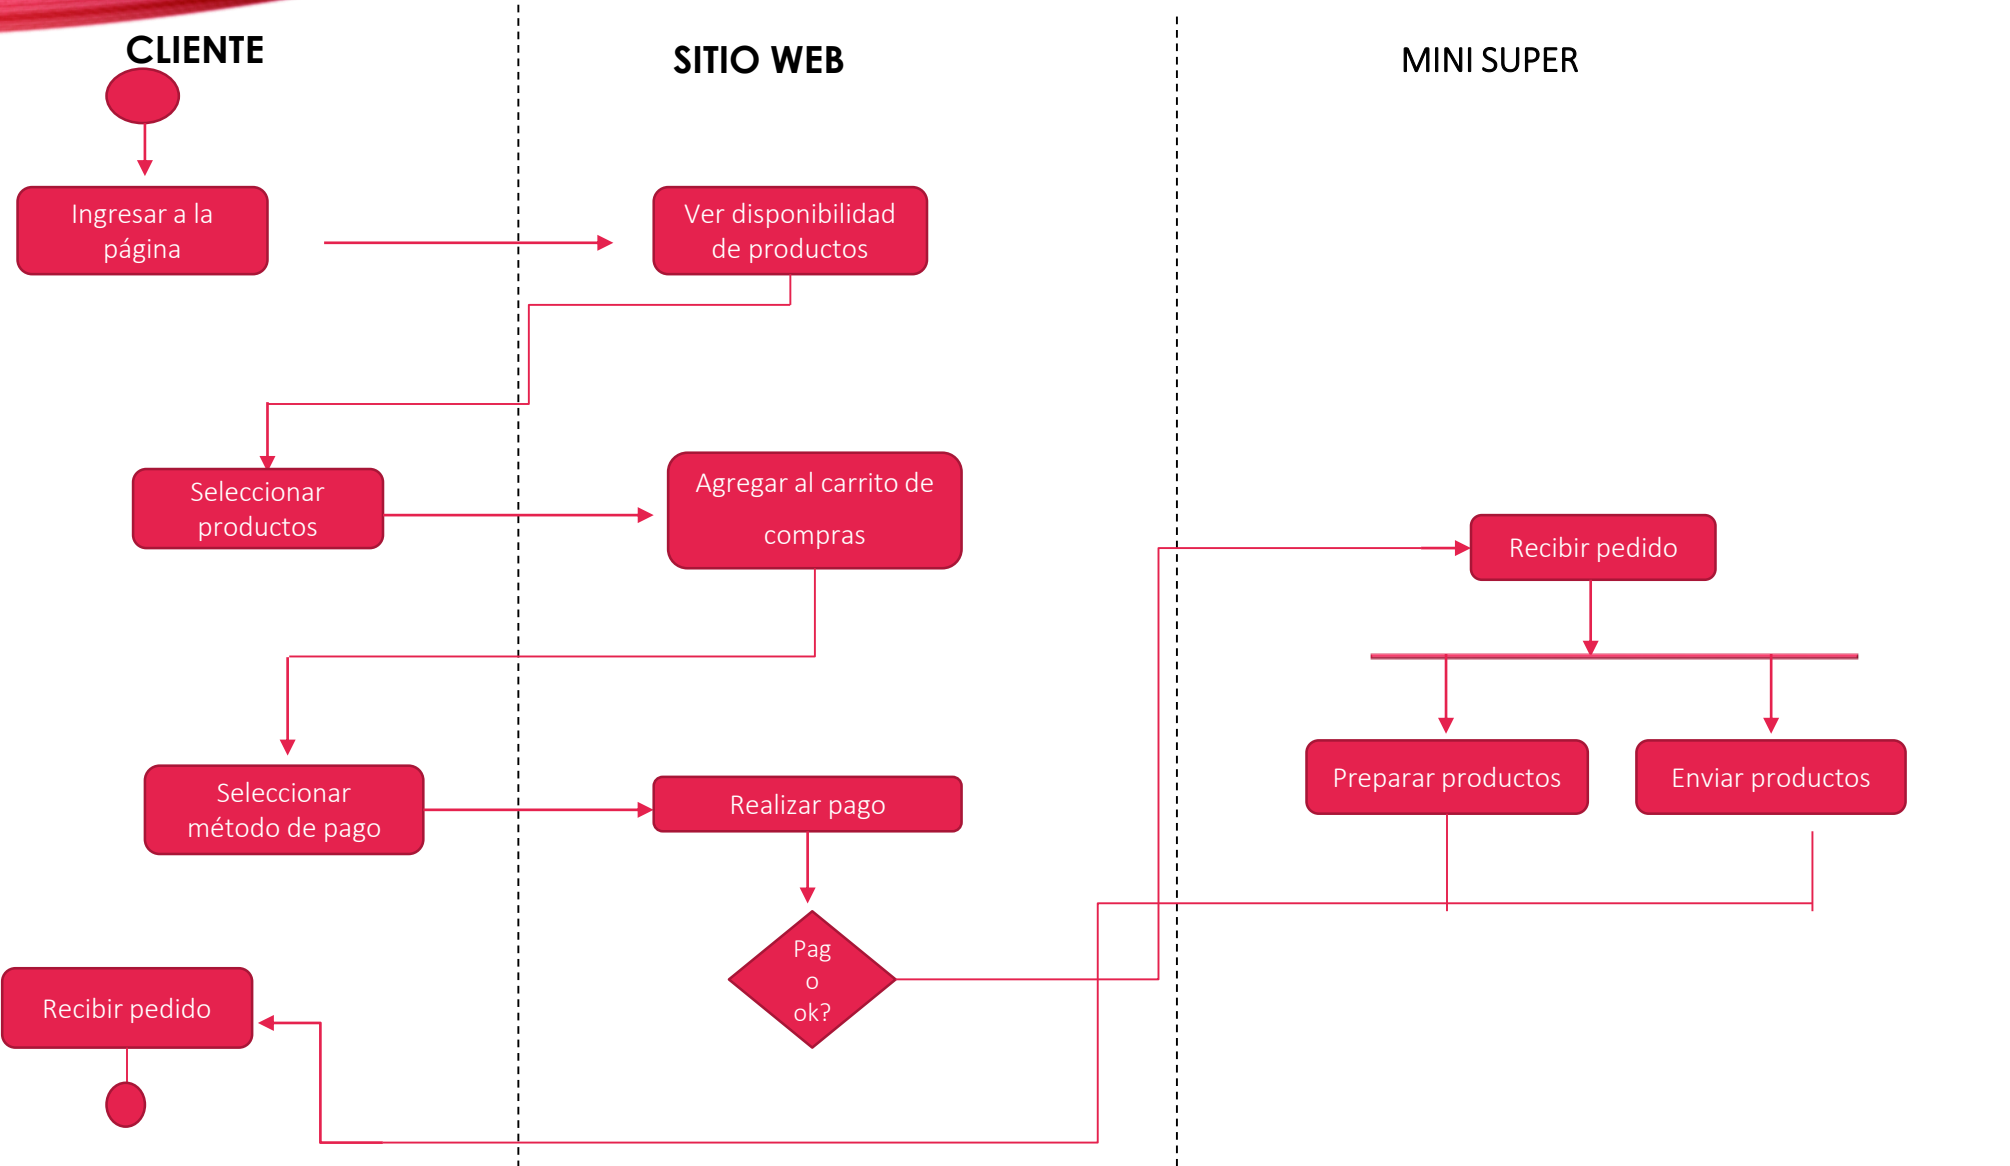 CLIENTE
SITIO WEB
MINI SUPER
Ingresar a la
página
Ver disponibilidad
de productos
Seleccionar
productos
Agregar al carrito de
compras
Recibir pedido
Seleccionar
método de pago
Realizar pago
Preparar productos
Enviar productos
Pag
o
ok?
Recibir pedido